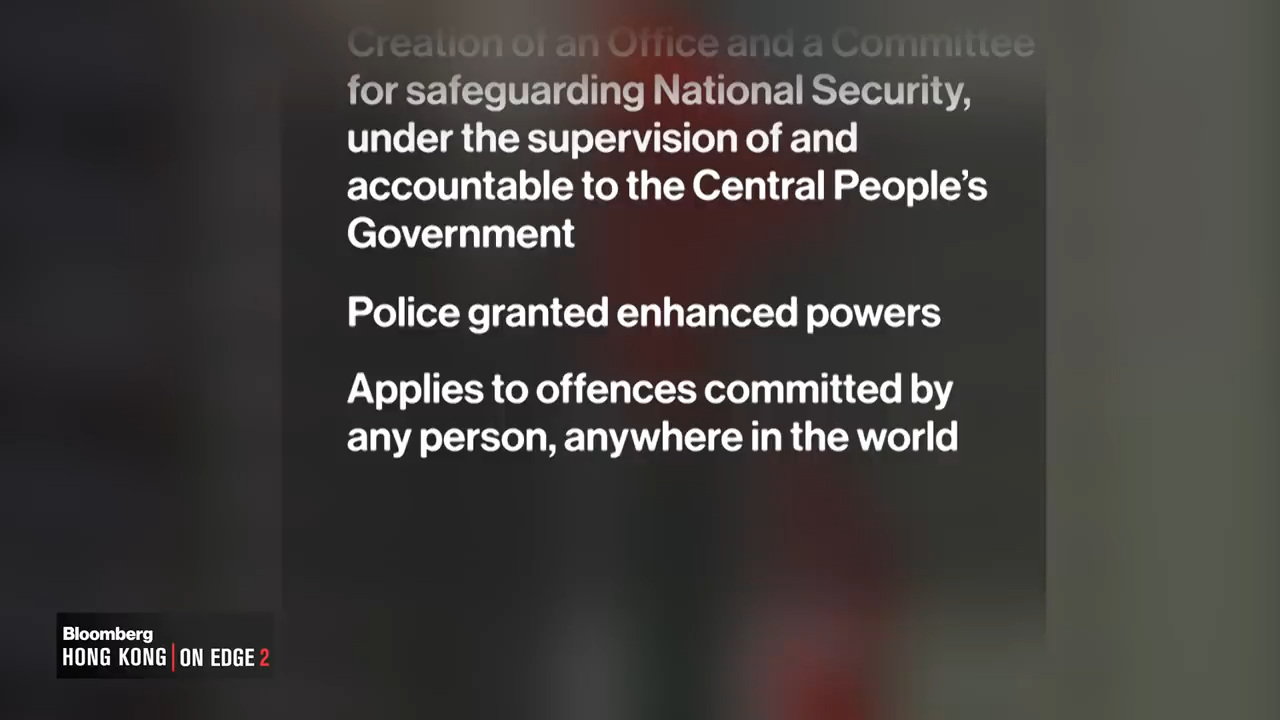 Creation of an Office and a Committee
for safeguarding National Security,
under the supervision of and
accountable to the Central People's
Government
Police granted enhanced powers
Applies to offences committed by
any person, anywhere in the world
Bloomberg
HONG KONG | ON EDGE 2